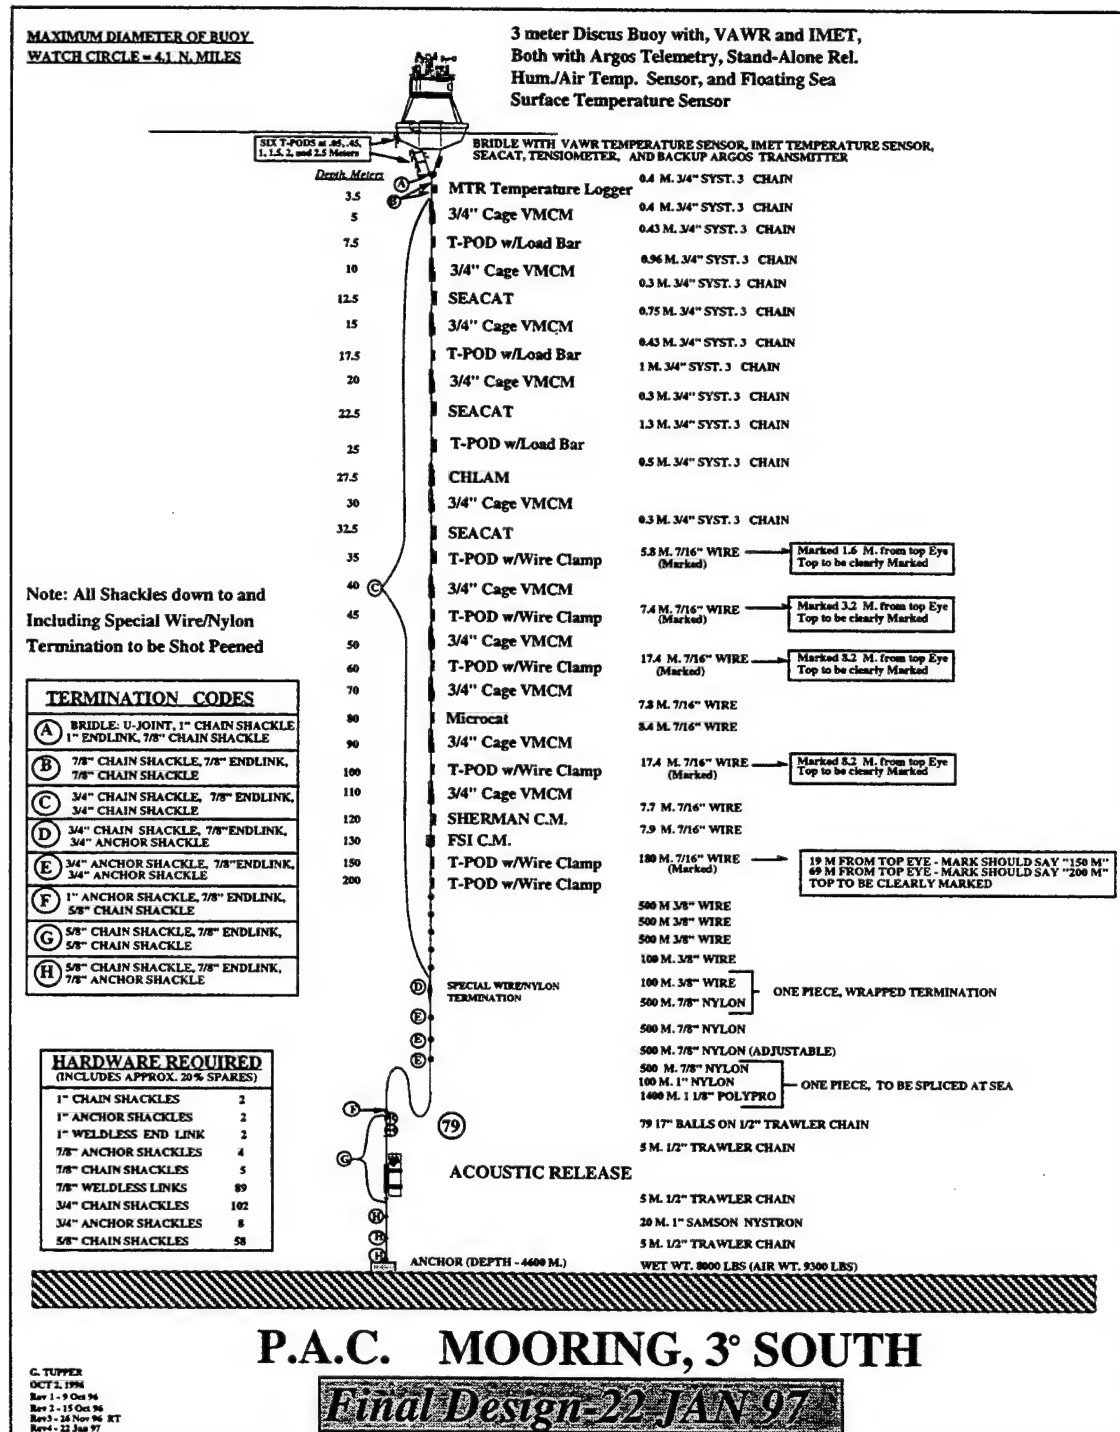 MAXIMUM DIAMETER OF BUOY
WATCH CIRCLE = 4.1 N. MILES
3 meter Discus Buoy with, VAWR and IMET,
Both with Argos Telemetry, Stand-Alone Rel.
Hum./Air Temp. Sensor, and Floating Sea
Surface Temperature Sensor
SIX T-PODS at .05, .45,
1, 1.5, 2, and 2.5 Meters
BRIDLE WITH VAWR TEMPERATURE SENSOR, IMET TEMPERATURE SENSOR,
SEACAT, TENSIOMETER, AND BACKUP ARGOS TRANSMITTER
Depth Meters
A
0.4 M. 3/4" SYST. 3 CHAIN
3.5 B MTR Temperature Logger
0.4 M. 3/4" SYST. 3 CHAIN
5 3/4" Cage VMCM
0.43 M. 3/4" SYST. 3 CHAIN
7.5 T-POD w/Load Bar
0.96 M. 3/4" SYST. 3 CHAIN
10 3/4" Cage VMCM
0.3 M. 3/4" SYST. 3 CHAIN
12.5 SEACAT
0.75 M. 3/4" SYST. 3 CHAIN
15 3/4" Cage VMCM
0.43 M. 3/4" SYST. 3 CHAIN
17.5 T-POD w/Load Bar
1 M. 3/4" SYST. 3 CHAIN
20 3/4" Cage VMCM
0.3 M. 3/4" SYST. 3 CHAIN
22.5 SEACAT
1.3 M. 3/4" SYST. 3 CHAIN
25 T-POD w/Load Bar
0.5 M. 3/4" SYST. 3 CHAIN
27.5 CHLAM
30 3/4" Cage VMCM
0.3 M. 3/4" SYST. 3 CHAIN
32.5 SEACAT
35 T-POD w/Wire Clamp 5.8 M. 7/16" WIRE
(Marked)
Marked 1.6 M. from top Eye
Top to be clearly Marked
40 C 3/4" Cage VMCM
45 T-POD w/Wire Clamp 7.4 M. 7/16" WIRE
(Marked)
Marked 3.2 M. from top Eye
Top to be clearly Marked
50 3/4" Cage VMCM
60 T-POD w/Wire Clamp 17.4 M. 7/16" WIRE
(Marked)
Marked 8.2 M. from top Eye
Top to be clearly Marked
70 3/4" Cage VMCM
7.8 M. 7/16" WIRE
80 Microcat
8.4 M. 7/16" WIRE
90 3/4" Cage VMCM
100 T-POD w/Wire Clamp 17.4 M. 7/16" WIRE
(Marked)
Marked 8.2 M. from top Eye
Top to be clearly Marked
110 3/4" Cage VMCM
7.7 M. 7/16" WIRE
120 SHERMAN C.M.
7.9 M. 7/16" WIRE
130 FSI C.M.
150 T-POD w/Wire Clamp 180 M. 7/16" WIRE
(Marked)
19 M FROM TOP EYE - MARK SHOULD SAY "150 M"
69 M FROM TOP EYE - MARK SHOULD SAY "200 M"
TOP TO BE CLEARLY MARKED
200 T-POD w/Wire Clamp
500 M 3/8" WIRE
500 M 3/8" WIRE
500 M 3/8" WIRE
100 M. 3/8" WIRE
D SPECIAL WIRE/NYLON
TERMINATION
100 M. 3/8" WIRE
500 M. 7/8" NYLON
ONE PIECE, WRAPPED TERMINATION
E
500 M. 7/8" NYLON
E
500 M. 7/8" NYLON (ADJUSTABLE)
E
500 M. 7/8" NYLON
100 M. 1" NYLON
1400 M. 1 1/8" POLYPRO
ONE PIECE, TO BE SPLICED AT SEA
F
79
79 17" BALLS ON 1/2" TRAWLER CHAIN
5 M. 1/2" TRAWLER CHAIN
G ACOUSTIC RELEASE
5 M. 1/2" TRAWLER CHAIN
H
20 M. 1" SAMSON NYSTRON
H
5 M. 1/2" TRAWLER CHAIN
H
ANCHOR (DEPTH - 4600 M.) WET WT. 8000 LBS (AIR WT. 9300 LBS)
Note: All Shackles down to and
Including Special Wire/Nylon
Termination to be Shot Peened
TERMINATION CODES
A BRIDLE: U-JOINT, 1" CHAIN SHACKLE
1" ENDLINK, 7/8" CHAIN SHACKLE
B 7/8" CHAIN SHACKLE, 7/8" ENDLINK,
7/8" CHAIN SHACKLE
C 3/4" CHAIN SHACKLE, 7/8" ENDLINK,
3/4" CHAIN SHACKLE
D 3/4" CHAIN SHACKLE, 7/8"ENDLINK,
3/4" ANCHOR SHACKLE
E 3/4" ANCHOR SHACKLE, 7/8"ENDLINK,
3/4" ANCHOR SHACKLE
F 1" ANCHOR SHACKLE, 7/8" ENDLINK,
5/8" CHAIN SHACKLE
G 5/8" CHAIN SHACKLE, 7/8" ENDLINK,
5/8" CHAIN SHACKLE
H 5/8" CHAIN SHACKLE, 7/8" ENDLINK,
7/8" ANCHOR SHACKLE
HARDWARE REQUIRED
(INCLUDES APPROX. 20% SPARES)
1" CHAIN SHACKLES 2
1" ANCHOR SHACKLES 2
1" WELDLESS END LINK 2
7/8" ANCHOR SHACKLES 4
7/8" CHAIN SHACKLES 5
7/8" WELDLESS LINKS 89
3/4" CHAIN SHACKLES 102
3/4" ANCHOR SHACKLES 8
5/8" CHAIN SHACKLES 58
P.A.C. MOORING, 3° SOUTH
Final Design-22 JAN 97
G. TUPPER
OCT 2, 1996
Rev 1 - 9 Oct 96
Rev 2 - 15 Oct 96
Rev3 - 26 Nov 96 RT
Rev4 - 22 Jan 97